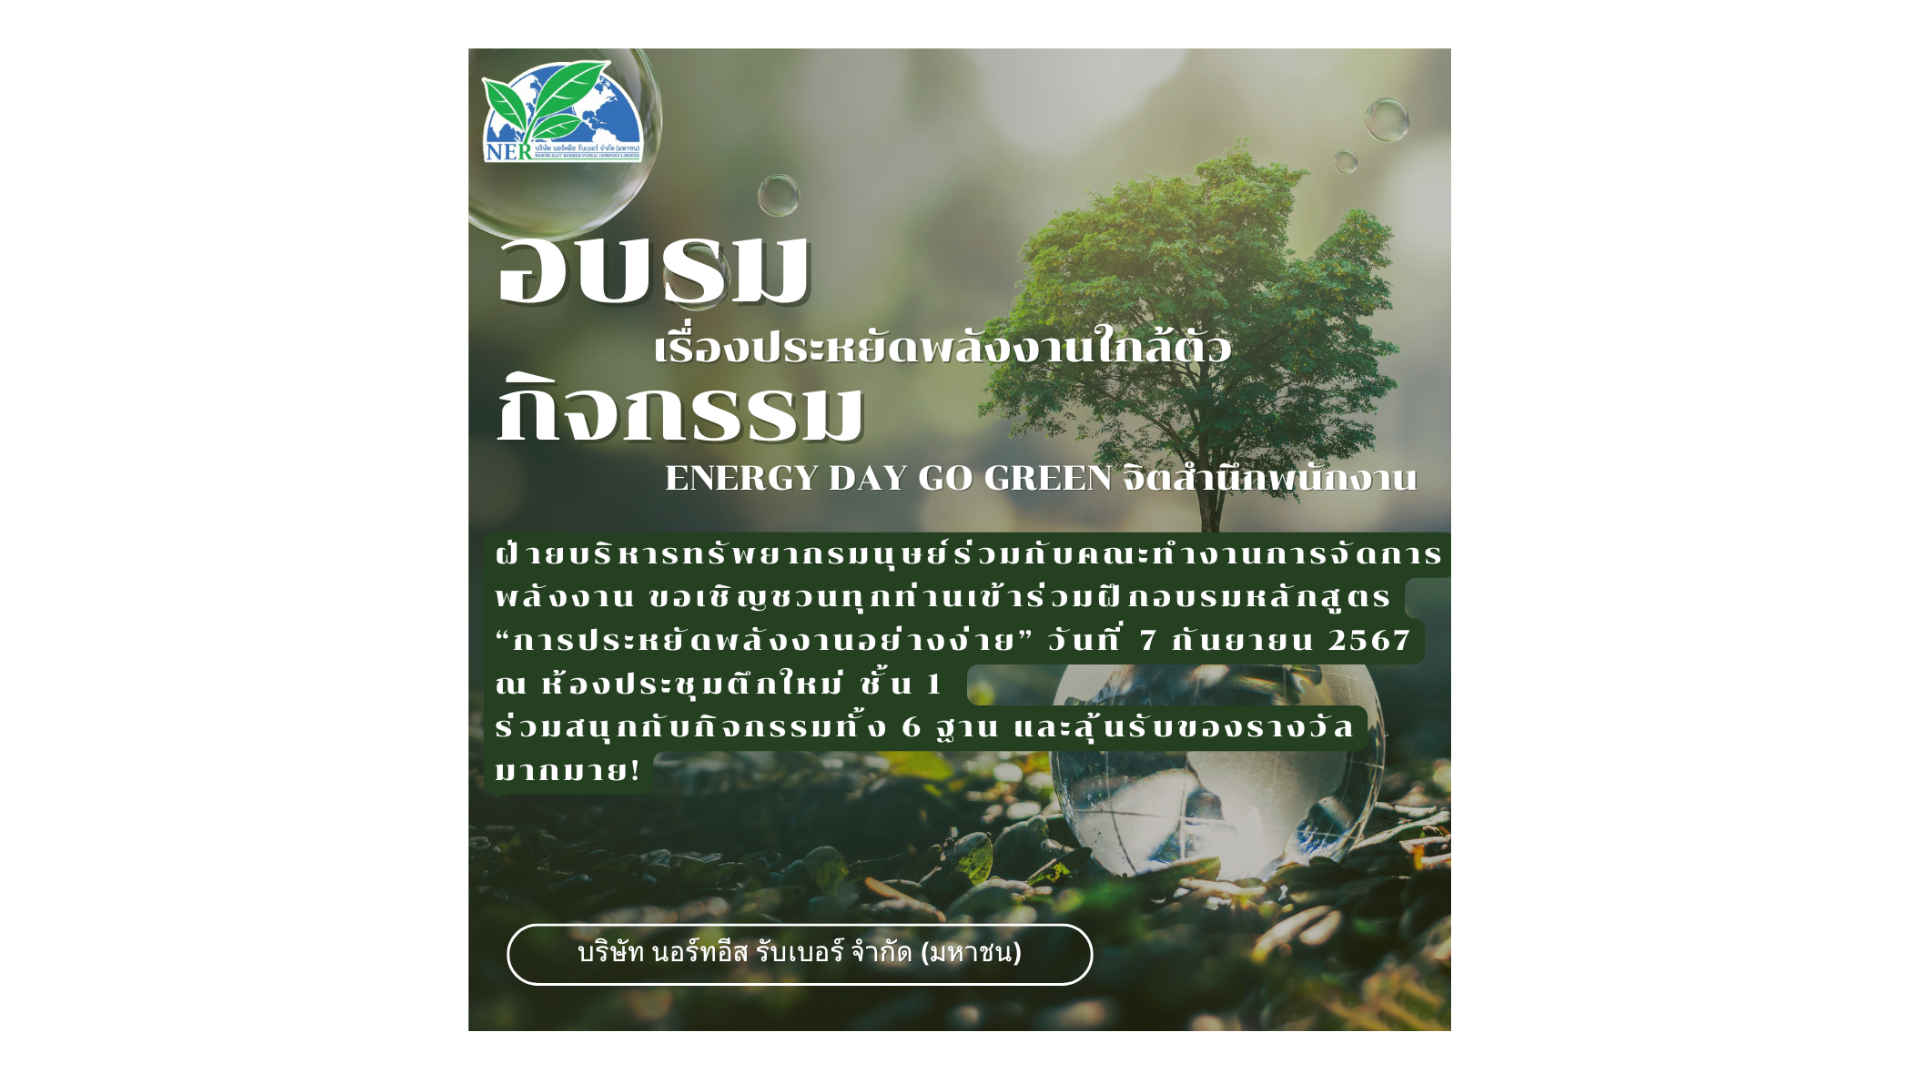 NER
บริษัท นอร์ทอีส รับเบอร์ จำกัด (มหาชน)
NORTH EAST RUBBER PUBLIC COMPANY LIMITED
อบรม
เรื่องประหยัดพลังงานใกล้ตัว
กิจกรรม
ENERGY DAY GO GREEN จิตสำนึกพนักงาน
ฝ่ายบริหารทรัพยากรมนุษย์ร่วมกับคณะทำงานการจัดการ
พลังงาน ขอเชิญชวนทุกท่านเข้าร่วมฝึกอบรมหลักสูตร
“การประหยัดพลังงานอย่างง่าย” วันที่ 7 กันยายน 2567
ณ ห้องประชุมตึกใหม่ ชั้น 1
ร่วมสนุกกับกิจกรรมทั้ง 6 ฐาน และลุ้นรับของรางวัล
มากมาย!
บริษัท นอร์ทอีส รับเบอร์ จำกัด (มหาชน)